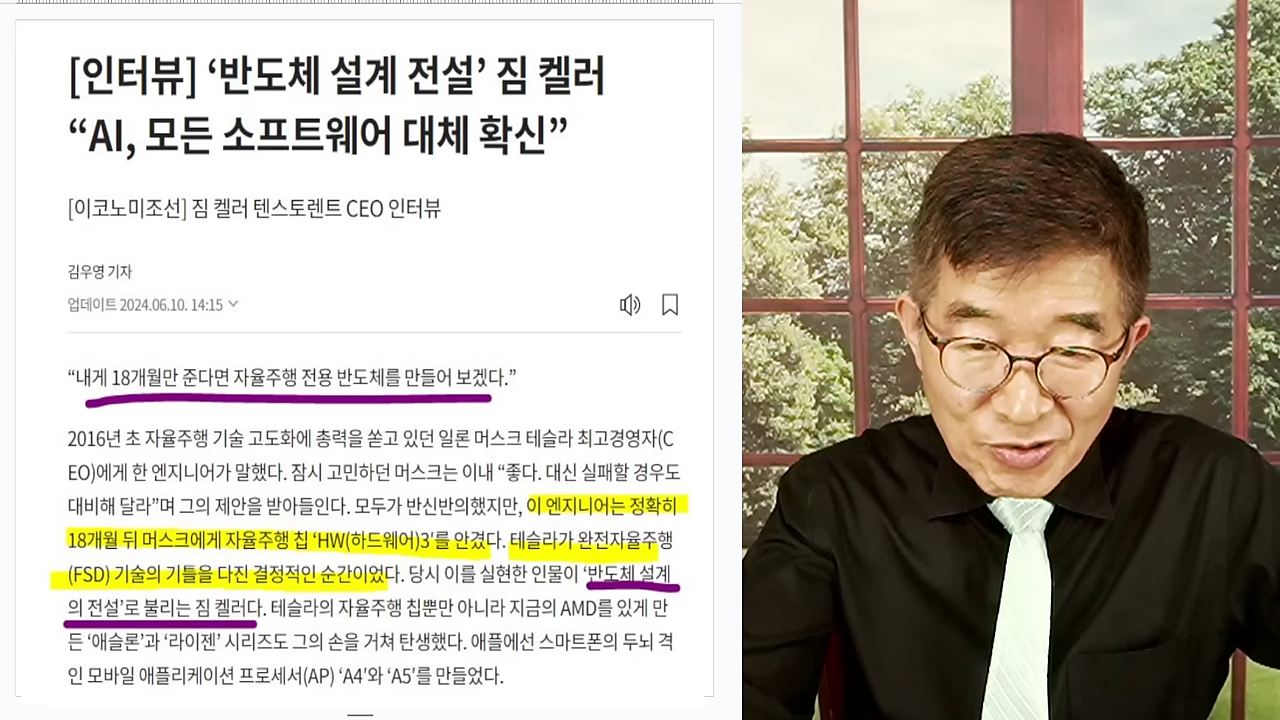 [인터뷰] ‘반도체 설계 전설’ 짐 켈러
“AI, 모든 소프트웨어 대체 확신”
[이코노미조선] 짐 켈러 텐스토렌트 CEO 인터뷰
김우영 기자
업데이트 2024.06.10. 14:15
“내게 18개월만 준다면 자율주행 전용 반도체를 만들어 보겠다.”
2016년 초 자율주행 기술 고도화에 총력을 쏟고 있던 일론 머스크 테슬라 최고경영자(C
EO)에게 한 엔지니어가 말했다. 잠시 고민하던 머스크는 이내 “좋다. 대신 실패할 경우도
대비해 달라”며 그의 제안을 받아들인다. 모두가 반신반의했지만, 이 엔지니어는 정확히
18개월 뒤 머스크에게 자율주행 칩 ‘HW(하드웨어)3’를 안겼다. 테슬라가 완전자율주행
(FSD) 기술의 기틀을 다진 결정적인 순간이었다. 당시 이를 실현한 인물이 ‘반도체 설계
의 전설’로 불리는 짐 켈러다. 테슬라의 자율주행 칩뿐만 아니라 지금의 AMD를 있게 만
든 ‘애슬론’과 ‘라이젠’ 시리즈도 그의 손을 거쳐 탄생했다. 애플에선 스마트폰의 두뇌 격
인 모바일 애플리케이션 프로세서(AP) ‘A4’와 ‘A5’를 만들었다.